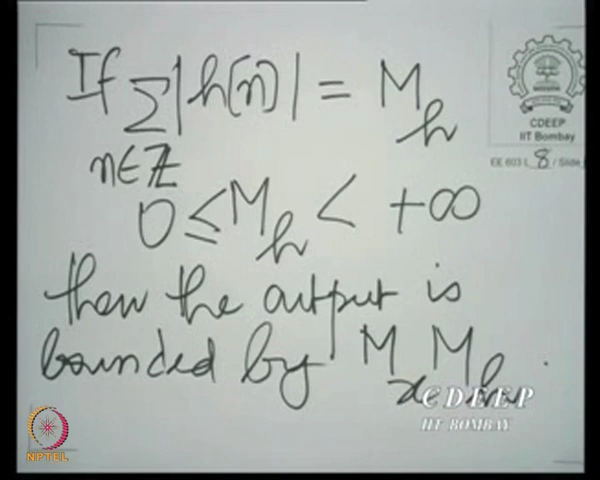 If Σ|h[n]| = M_h
n∈ℤ
0 ≤ M_h < +∞
then the output is
bounded by M_x M_h.
CDEEP
IIT Bombay
EE 603 L 8 / Slide
CDEEP
IIT BOMBAY
NPTEL